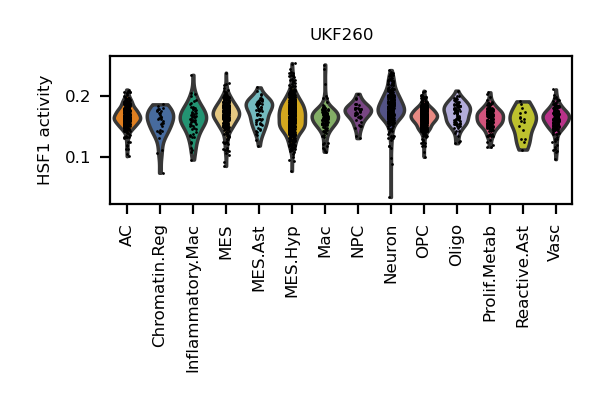 UKF260
HSF1 activity
0.2
0.1
AC
Chromatin.Reg
Inflammatory.Mac
MES
MES.Ast
MES.Hyp
Mac
NPC
Neuron
OPC
Oligo
Prolif.Metab
Reactive.Ast
Vasc